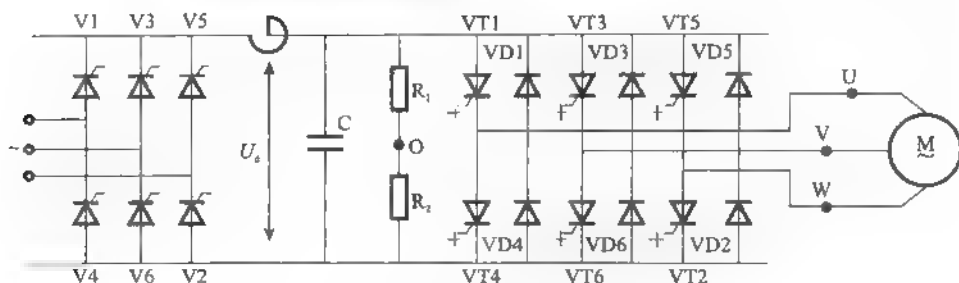 V1 V3 V5 VT1 VT3 VT5
VD1 VD3 VD5
U
R₁
~
U_d
C
O
V
M
~
R₂
W
+ + +
+ + +
VD4 VD6 VD2
V4 V6 V2 VT4 VT6 VT2